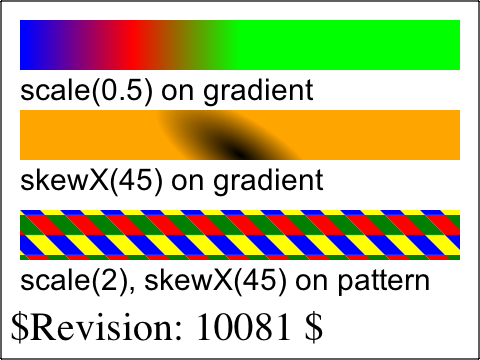 scale(0.5) on gradient
skewX(45) on gradient
scale(2), skewX(45) on pattern
$Revision: 10081 $